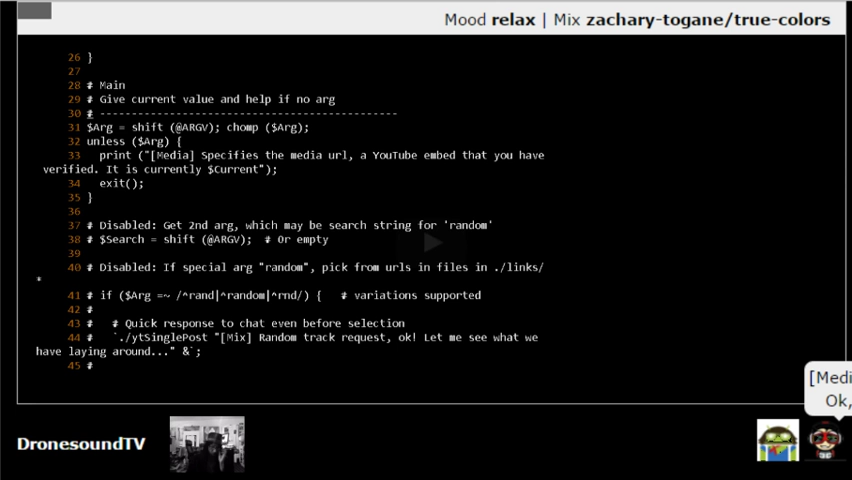 Mood relax | Mix zachary-togane/true-colors
26 }
27
28 # Main
29 # Give current value and help if no arg
30 # --------------------------------------------
31 $Arg = shift (@ARGV); chomp ($Arg);
32 unless ($Arg) {
33 print ("[Media] Specifies the media url, a YouTube embed that you have
verified. It is currently $Current");
34 exit();
35 }
36
37 # Disabled: Get 2nd arg, which may be search string for 'random'
38 # $Search = shift (@ARGV); # Or empty
39
40 # Disabled: If special arg "random", pick from urls in files in ./links/
*
41 # if ($Arg =~ /^rand|^random|^rnd/) { # variations supported
42 #
43 # # Quick response to chat even before selection
44 # `./ytSinglePost "[Mix] Random track request, ok! Let me see what we
have laying around..." &`;
45 #
[Medi
Ok,
DronesoundTV